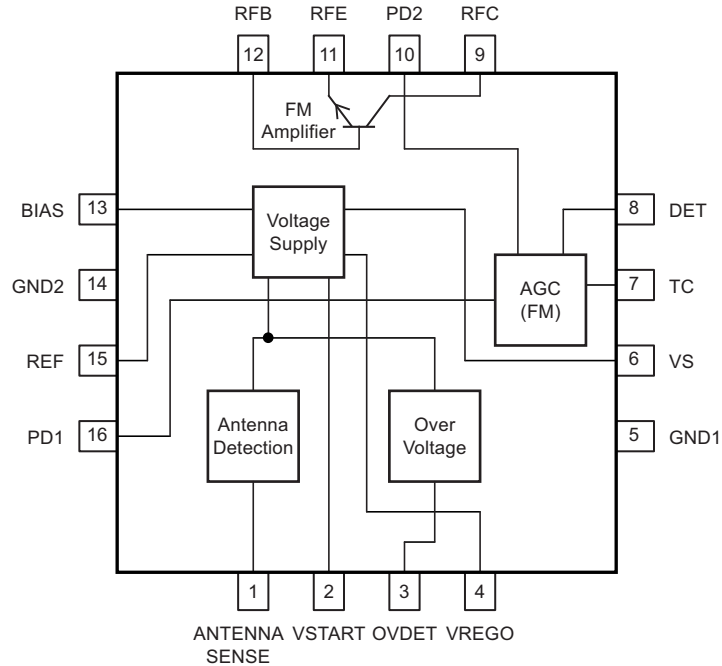 RFB RFE PD2 RFC
12 11 10 9
FM
Amplifier
BIAS 13
Voltage
Supply
8 DET
GND2 14
AGC
(FM)
7 TC
REF 15
6 VS
PD1 16
Antenna
Detection
Over
Voltage
5 GND1
1 2 3 4
ANTENNA VSTART OVDET VREGO
SENSE